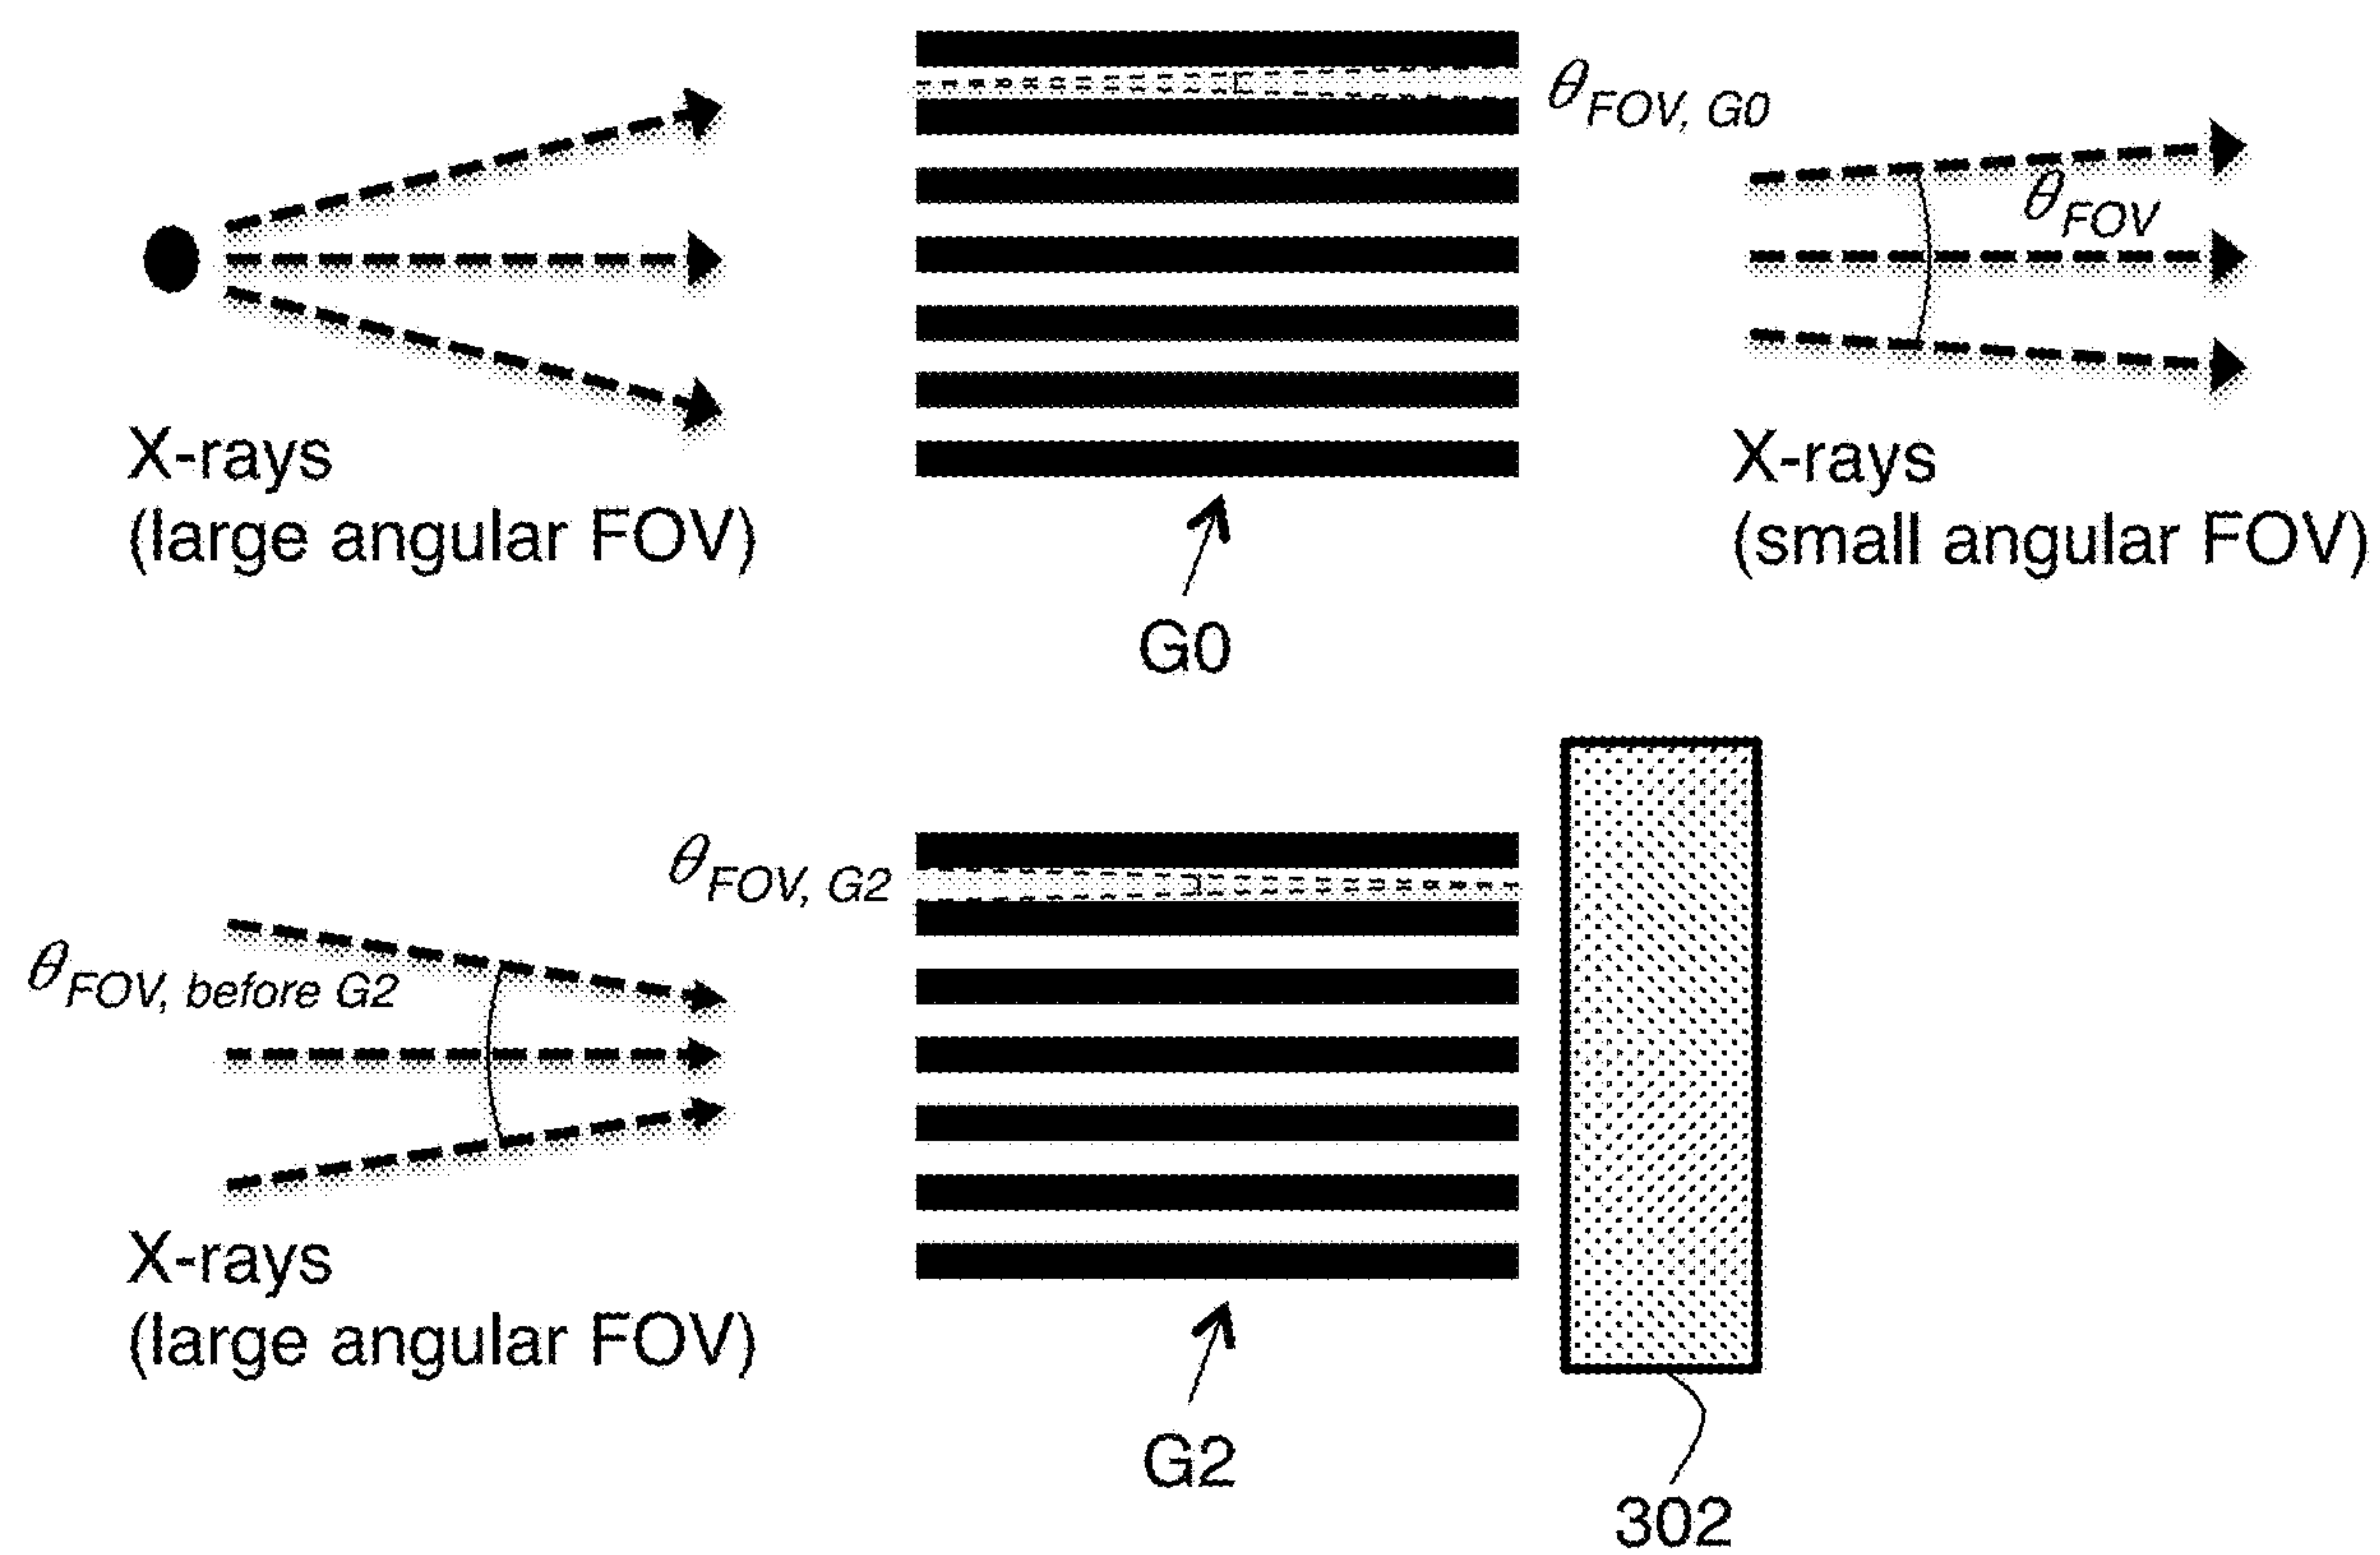 θFOV, G0
θFOV
X-rays
(large angular FOV)
X-rays
(small angular FOV)
G0
θFOV, G2
θFOV, before G2
X-rays
(large angular FOV)
G2
302